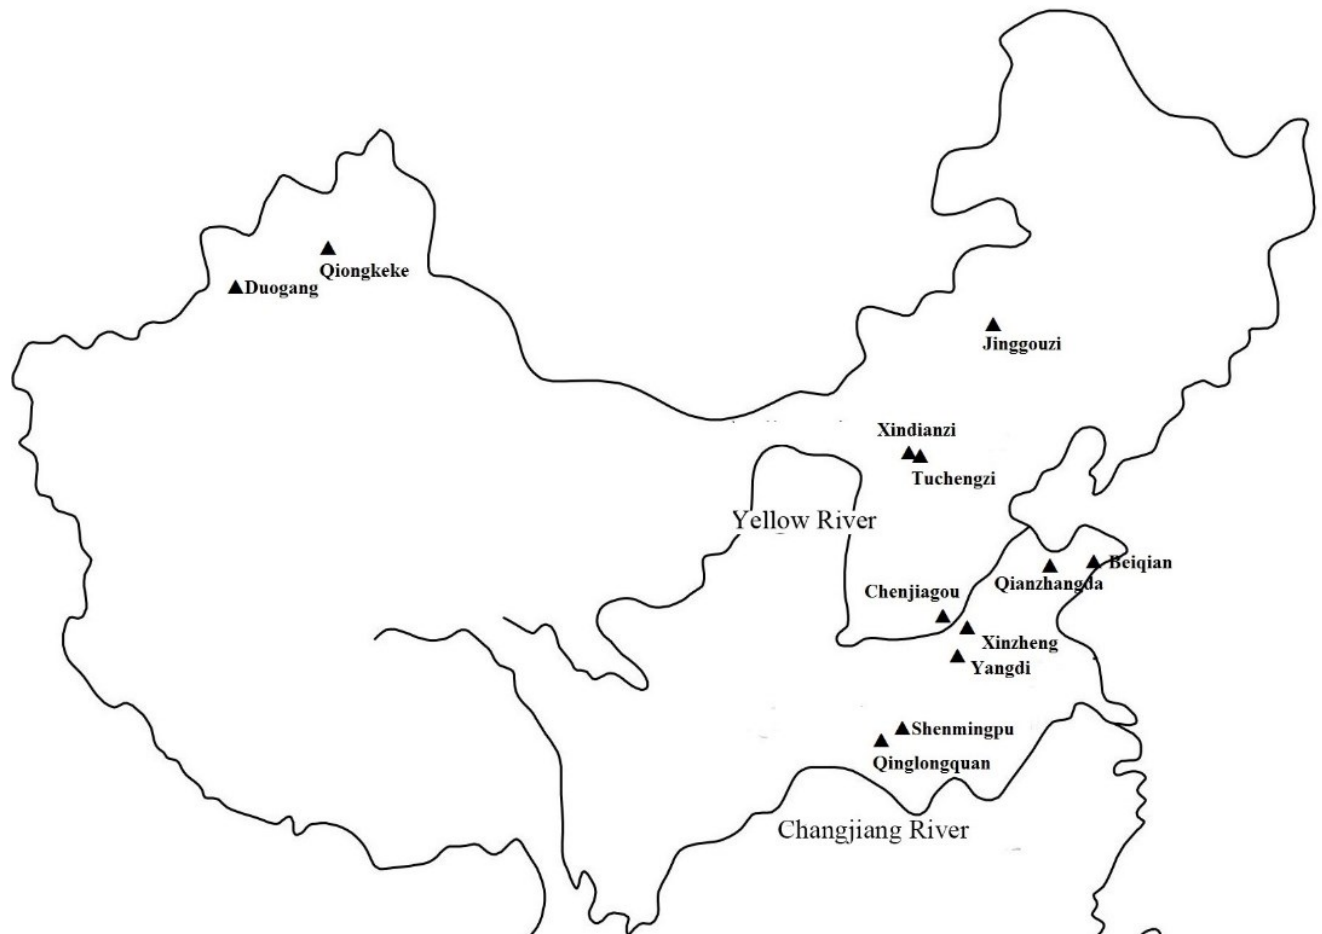 Qiongkeke
Duogang
Jinggouzi
Xindianzi
Tuchengzi
Yellow River
Beiqian
Qianzhangda
Chenjiagou
Xinzheng
Yangdi
Shenmingpu
Qinglongquan
Changjiang River